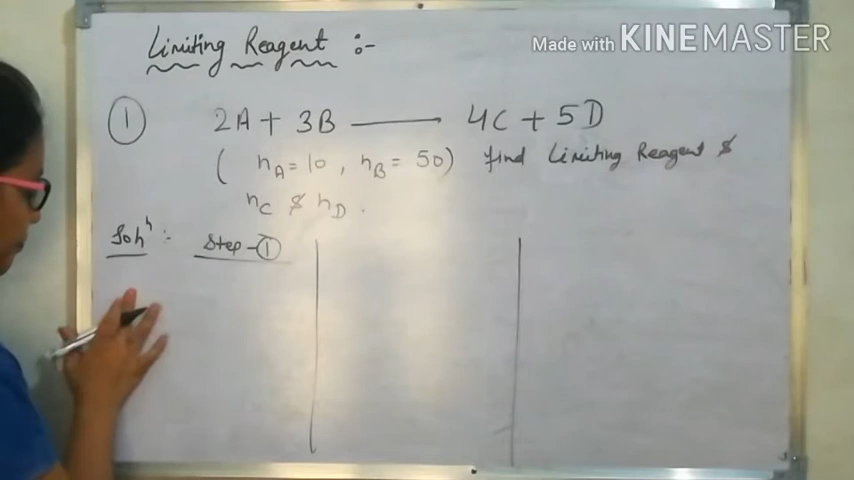 Limiting Reagent :-
Made with KINEMASTER
① 2A + 3B ⟶ 4C + 5D
( nA = 10 , nB = 50 ) find Limiting Reagent &
nC & nD .
Solⁿ :- Step-①